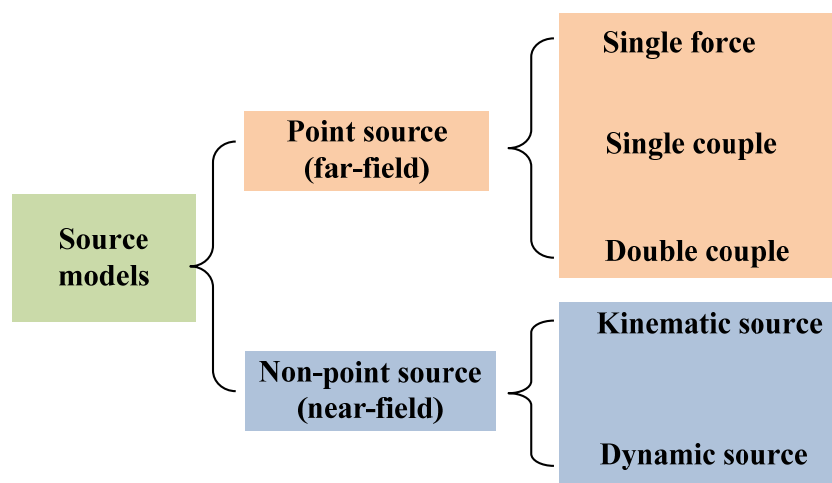 Source
models
Point source
(far-field)
Single force
Single couple
Double couple
Non-point source
(near-field)
Kinematic source
Dynamic source